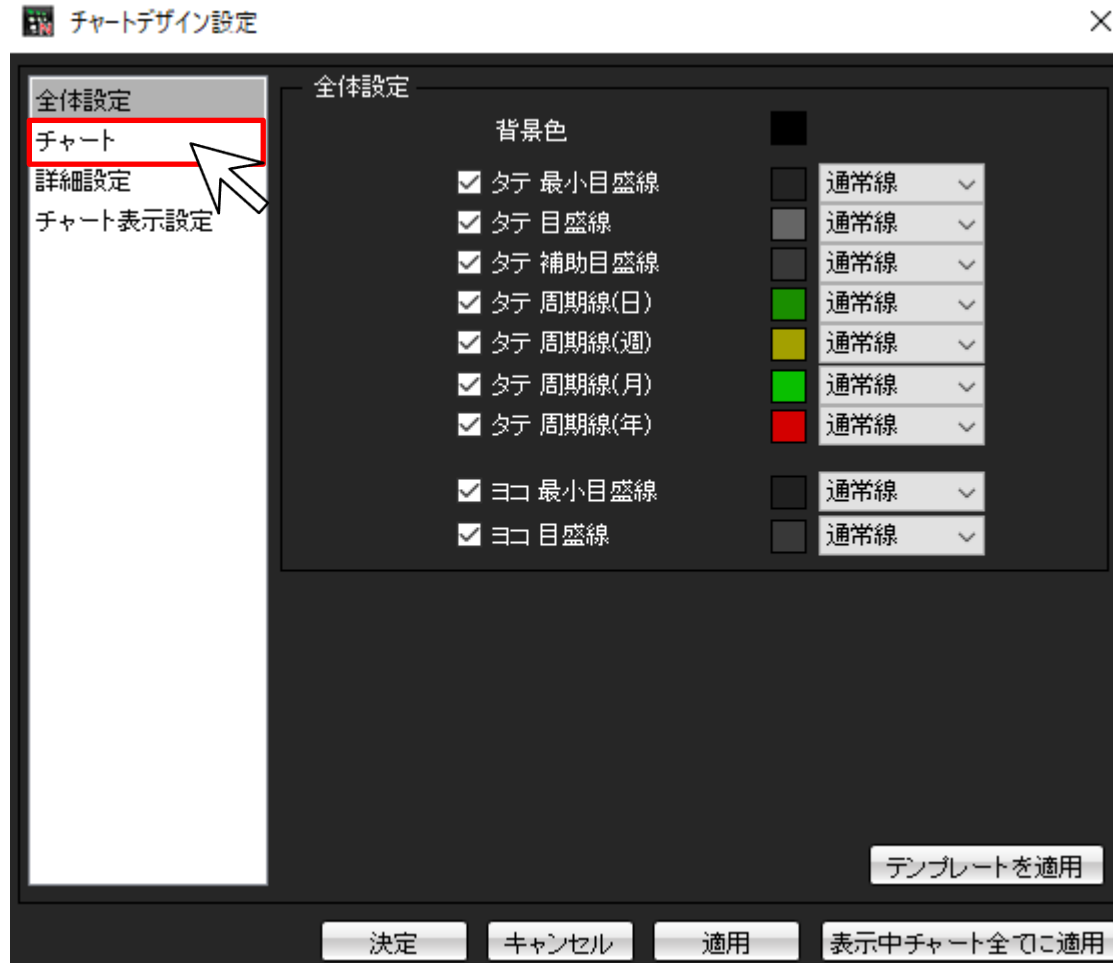 チャートデザイン設定
全体設定
チャート
詳細設定
チャート表示設定
全体設定
背景色
タテ 最小目盛線 通常線
タテ 目盛線 通常線
タテ 補助目盛線 通常線
タテ 周期線(日) 通常線
タテ 周期線(週) 通常線
タテ 周期線(月) 通常線
タテ 周期線(年) 通常線
ヨコ 最小目盛線 通常線
ヨコ 目盛線 通常線
テンプレートを適用
決定 キャンセル 適用 表示中チャート全てに適用